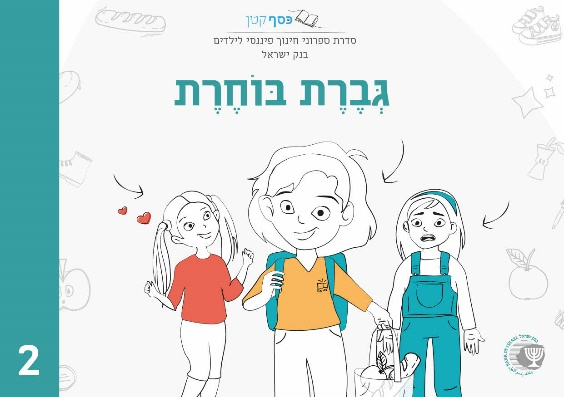 כסף קטן
סדרת ספרוני חינוך פיננסי לילדים
בנק ישראל
גְּבֶרֶת בּוֹחֶרֶת
2